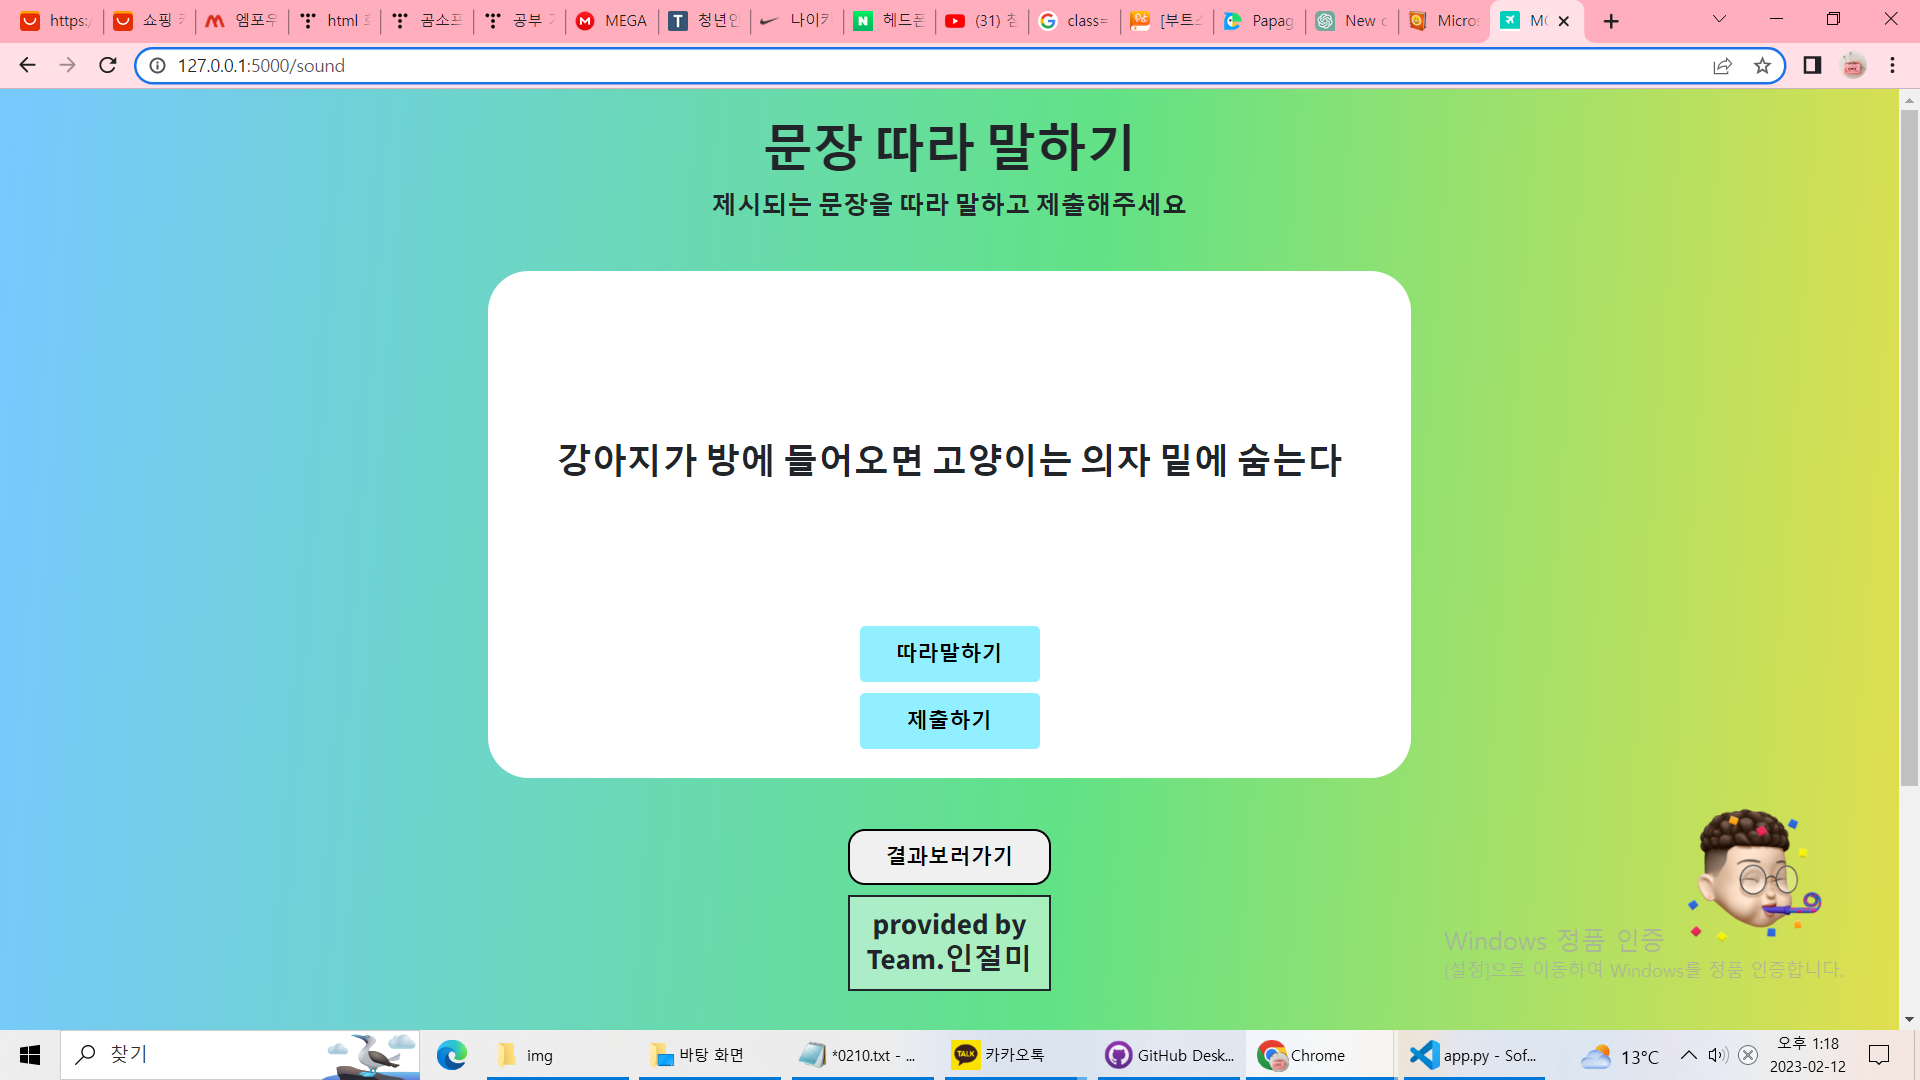 https:/
쇼핑
엠포우
html
곰소프
공부
MEGA
청년인
나이키
헤드폰
(31)
class=
[부트스
Papag
New c
Micros
127.0.0.1:5000/sound
문장 따라 말하기
제시되는 문장을 따라 말하고 제출해주세요
강아지가 방에 들어오면 고양이는 의자 밑에 숨는다
따라말하기
제출하기
결과보러가기
provided by
Team.인절미
Windows 정품 인증
[설정]으로 이동하여 Windows를 정품 인증합니다.
찾기
img
바탕 화면
*0210.txt - ...
TALK
카카오톡
GitHub Desk...
Chrome
app.py - Sof...
13°C
오후 1:18
2023-02-12